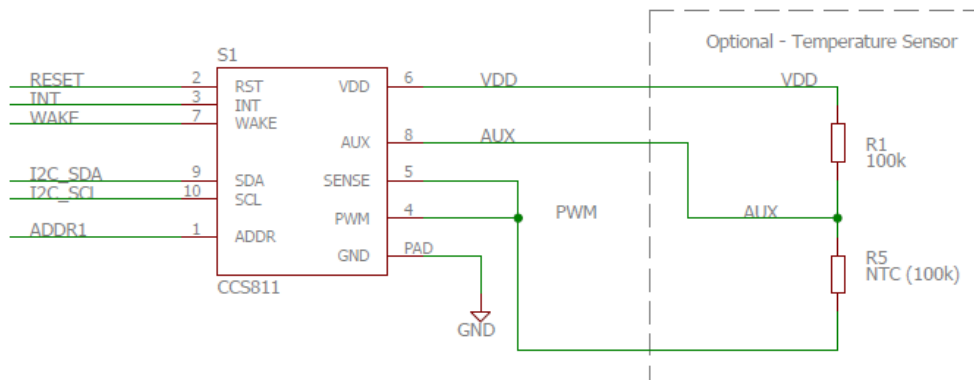 Optional - Temperature Sensor
S1
RESET 2 RST VDD 6 VDD VDD
INT 3 INT
WAKE 7 WAKE
AUX 8 AUX
R1
100k
I2C_SDA 9 SDA SENSE 5
I2C_SCL 10 SCL
PWM 4 PWM AUX
ADDR1 1 ADDR
GND PAD
R5
NTC (100k)
CCS811
GND